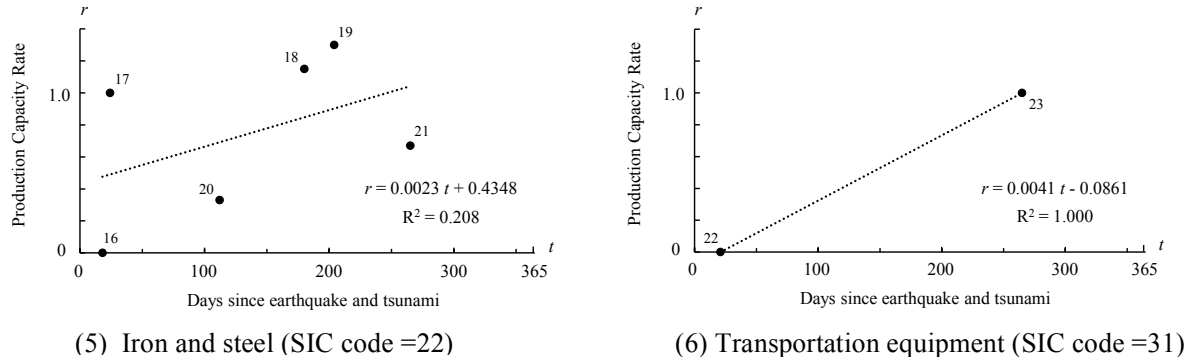 r
Production Capacity Rate
1.0
0
17
18
19
21
20
16
r = 0.0023 t + 0.4348
R² = 0.208
t
0 100 200 300 365
Days since earthquake and tsunami
(5) Iron and steel (SIC code =22)
r
Production Capacity Rate
1.0
0
23
22
r = 0.0041 t - 0.0861
R² = 1.000
t
0 100 200 300 365
Days since earthquake and tsunami
(6) Transportation equipment (SIC code =31)